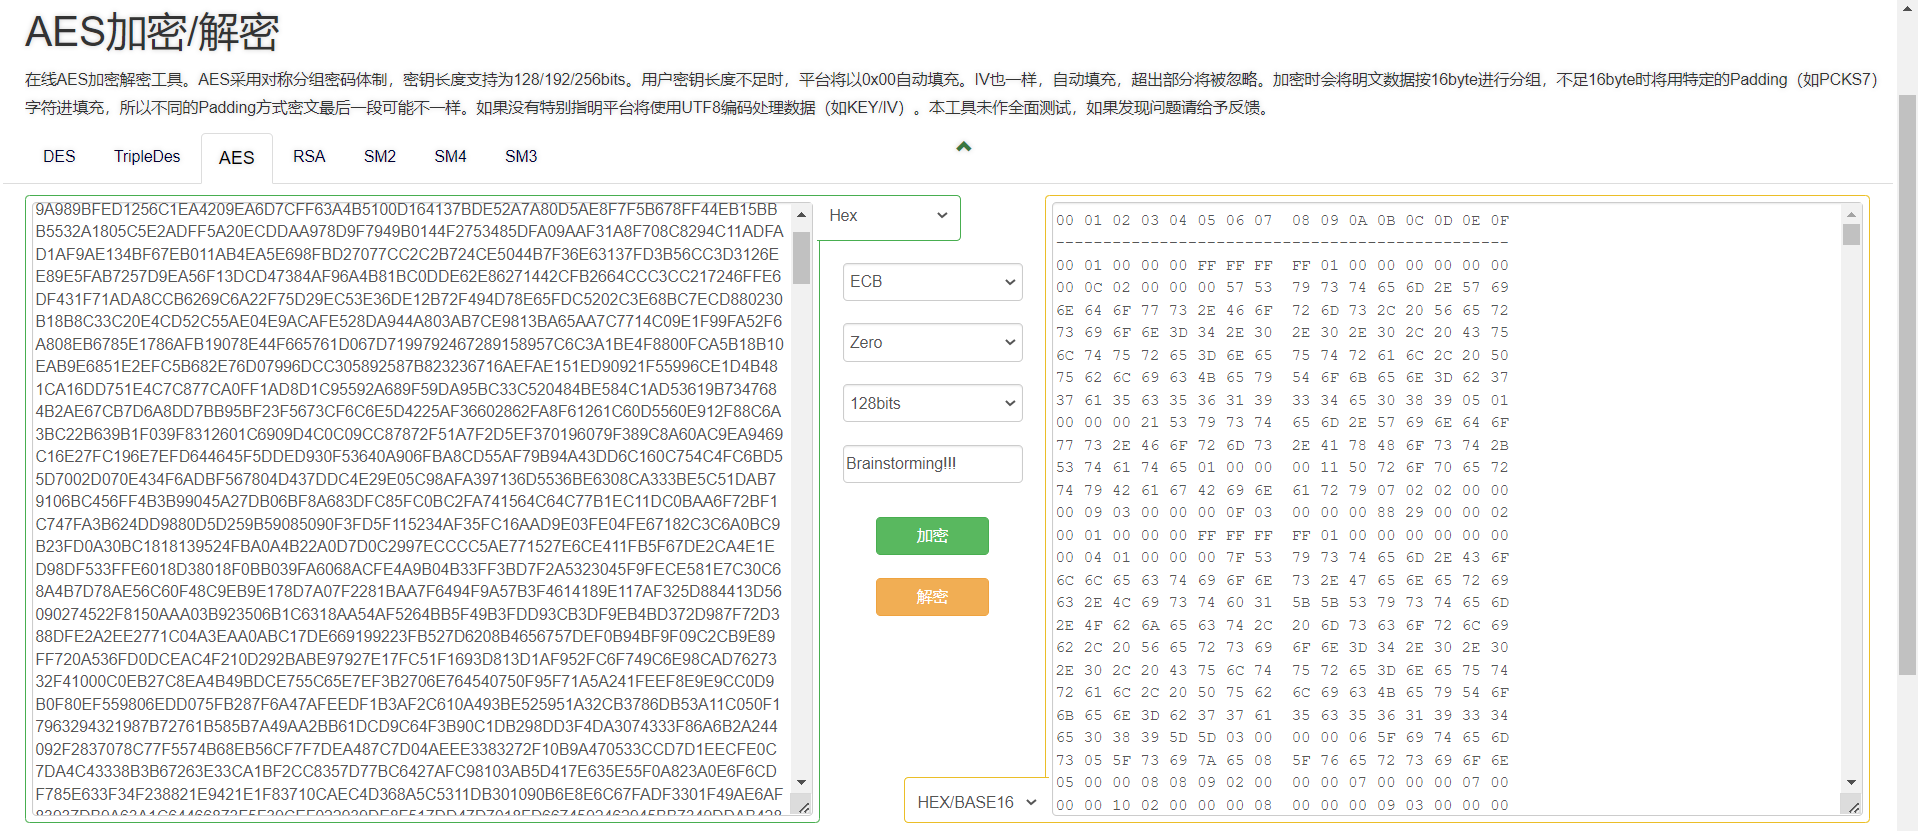 AES加密/解密
在线AES加密解密工具。AES采用对称分组密码体制，密钥长度支持为128/192/256bits。用户密钥长度不足时，平台将以0x00自动填充。IV也一样，自动填充，超出部分将被忽略。加密时会将明文数据按16byte进行分组，不足16byte时将用特定的Padding（如PCKS7）
字符进填充，所以不同的Padding方式密文最后一段可能不一样。如果没有特别指明平台将使用UTF8编码处理数据（如KEY/IV）。本工具未作全面测试，如果发现问题请给予反馈。
DES TripleDes AES RSA SM2 SM4 SM3
9A989BFED1256C1EA4209EA6D7CFF63A4B5100D164137BDE52A7A80D5AE8F7F5B678FF44EB15BB
B5532A1805C5E2ADFF5A20ECDDAA978D9F7949B0144F2753485DFA09AAF31A8F708C8294C11ADFA
D1AF9AE134BF67EB011AB4EA5E698FBD27077CC2C2B724CE5044B7F36E63137FD3B56CC3D3126E
E89E5FAB7257D9EA56F13DCD47384AF96A4B81BC0DDE62E86271442CFB2664CCC3CC217246FFE6
DF431F71ADA8CCB6269C6A22F75D29EC53E36DE12B72F494D78E65FDC5202C3E68BC7ECD880230
B18B8C33C20E4CD52C55AE04E9ACAFE528DA944A803AB7CE9813BA65AA7C7714C09E1F99FA52F6
A808EB6785E1786AFB19078E44F665761D067D7199792467289158957C6C3A1BE4F8800FCA5B18B10
EAB9E6851E2EFC5B682E76D07996DCC305892587B823236716AEFAE151ED90921F55996CE1D4B48
1CA16DD751E4C7C877CA0FF1AD8D1C95592A689F59DA95BC33C520484BE584C1AD53619B734768
4B2AE67CB7D6A8DD7BB95BF23F5673CF6C6E5D4225AF36602862FA8F61261C60D5560E912F88C6A
3BC22B639B1F039F8312601C6909D4C0C09CC87872F51A7F2D5EF370196079F389C8A60AC9EA9469
C16E27FC196E7EFD644645F5DDED930F53640A906FBA8CD55AF79B94A43DD6C160C754C4FC6BD5
5D7002D070E434F6ADBF567804D437DDC4E29E05C98AFA397136D5536BE6308CA333BE5C51DAB7
9106BC456FF4B3B99045A27DB06BF8A683DFC85FC0BC2FA741564C64C77B1EC11DC0BAA6F72BF1
C747FA3B624DD9880D5D259B59085090F3FD5F115234AF35FC16AAD9E03FE04FE67182C3C6A0BC9
B23FD0A30BC1818139524FBA0A4B22A0D7D0C2997ECCCC5AE771527E6CE411FB5F67DE2CA4E1E
D98DF533FFE6018D38018F0BB039FA6068ACFE4A9B04B33FF3BD7F2A5323045F9FECE581E7C30C6
8A4B7D78AE56C60F48C9EB9E178D7A07F2281BAA7F6494F9A57B3F4614189E117AF325D884413D56
090274522F8150AAA03B923506B1C6318AA54AF5264BB5F49B3FDD93CB3DF9EB4BD372D987F72D3
88DFE2A2EE2771C04A3EAA0ABC17DE669199223FB527D6208B4656757DEF0B94BF9F09C2CB9E89
FF720A536FD0DCEAC4F210D292BABE97927E17FC51F1693D813D1AF952FC6F749C6E98CAD76273
32F41000C0EB27C8EA4B49BDCE755C65E7EF3B2706E764540750F95F71A5A241FEEF8E9E9CC0D9
B0F80EF559806EDD075FB287F6A47AFEEDF1B3AF2C610A493BE525951A32CB3786DB53A11C050F1
79632943219​87B72761B585B7A49AA2BB61DCD9C64F3B90C1DB298DD3F4DA3074333F86A6B2A244
092F2837078C77F5574B68EB56CF7F7DEA487C7D04AEEE3383272F10B9A470533CCD7D1EECFE0C
7DA4C43338B3B67263E33CA1BF2CC8357D77BC6427AFC98103AB5D417E635E55F0A823A0E6F6CD
F785E633F34F238821E9421E1F83710CAEC4D368A5C5311DB301090B6E8E6C67FADF3301F49AE6AF
Hex
ECB
Zero
128bits
Brainstorming!!!
加密
解密
HEX/BASE16
00 01 02 03 04 05 06 07 08 09 0A 0B 0C 0D 0E 0F
------------------------------------------------
00 01 00 00 00 FF FF FF FF 01 00 00 00 00 00 00
00 0C 02 00 00 00 57 53 79 73 74 65 6D 2E 57 69
6E 64 6F 77 73 2E 46 6F 72 6D 73 2C 20 56 65 72
73 69 6F 6E 3D 34 2E 30 2E 30 2E 30 2C 20 43 75
6C 74 75 72 65 3D 6E 65 75 74 72 61 6C 2C 20 50
75 62 6C 69 63 4B 65 79 54 6F 6B 65 6E 3D 62 37
37 61 35 63 35 36 31 39 33 34 65 30 38 39 05 01
00 00 00 21 53 79 73 74 65 6D 2E 57 69 6E 64 6F
77 73 2E 46 6F 72 6D 73 2E 41 78 48 6F 73 74 2B
53 74 61 74 65 01 00 00 00 11 50 72 6F 70 65 72
74 79 42 61 67 42 69 6E 61 72 79 07 02 02 00 00
00 09 03 00 00 00 0F 03 00 00 00 88 29 00 00 02
00 01 00 00 00 FF FF FF FF 01 00 00 00 00 00 00
00 04 01 00 00 00 7F 53 79 73 74 65 6D 2E 43 6F
6C 6C 65 63 74 69 6F 6E 73 2E 47 65 6E 65 72 69
63 2E 4C 69 73 74 60 31 5B 5B 53 79 73 74 65 6D
2E 4F 62 6A 65 63 74 2C 20 6D 73 63 6F 72 6C 69
62 2C 20 56 65 72 73 69 6F 6E 3D 34 2E 30 2E 30
2E 30 2C 20 43 75 6C 74 75 72 65 3D 6E 65 75 74
72 61 6C 2C 20 50 75 62 6C 69 63 4B 65 79 54 6F
6B 65 6E 3D 62 37 37 61 35 63 35 36 31 39 33 34
65 30 38 39 5D 5D 03 00 00 00 06 5F 69 74 65 6D
73 05 5F 73 69 7A 65 08 5F 76 65 72 73 69 6F 6E
05 00 00 08 08 09 02 00 00 00 07 00 00 00 07 00
00 00 10 02 00 00 00 08 00 00 00 09 03 00 00 00